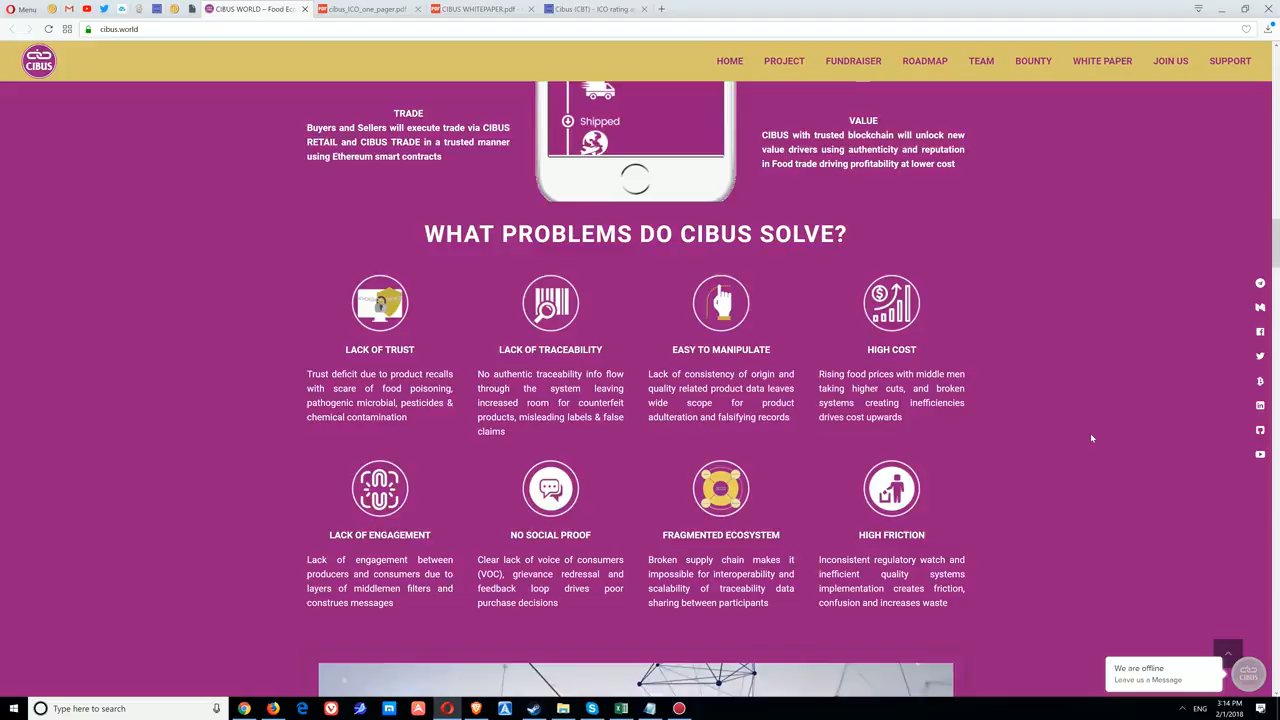 Menu
CIBUS WORLD – Food Eco
cibus_ICO_one_pager.pdf
CIBUS WHITEPAPER.pdf
Cibus (CBT) - ICO rating a
cibus.world
CIBUS
HOME
PROJECT
FUNDRAISER
ROADMAP
TEAM
BOUNTY
WHITE PAPER
JOIN US
SUPPORT
TRADE
Buyers and Sellers will execute trade via CIBUS
RETAIL and CIBUS TRADE in a trusted manner
using Ethereum smart contracts
Shipped
VALUE
CIBUS with trusted blockchain will unlock new
value drivers using authenticity and reputation
in Food trade driving profitability at lower cost
WHAT PROBLEMS DO CIBUS SOLVE?
LACK OF TRUST
Trust deficit due to product recalls
with scare of food poisoning,
pathogenic microbial, pesticides &
chemical contamination
LACK OF TRACEABILITY
No authentic traceability info flow
through the system leaving
increased room for counterfeit
products, misleading labels & false
claims
EASY TO MANIPULATE
Lack of consistency of origin and
quality related product data leaves
wide scope for product
adulteration and falsifying records
HIGH COST
Rising food prices with middle men
taking higher cuts, and broken
systems creating inefficiencies
drives cost upwards
LACK OF ENGAGEMENT
Lack of engagement between
producers and consumers due to
layers of middlemen filters and
construes messages
NO SOCIAL PROOF
Clear lack of voice of consumers
(VOC), grievance redressal and
feedback loop drives poor
purchase decisions
FRAGMENTED ECOSYSTEM
Broken supply chain makes it
impossible for interoperability and
scalability of traceability data
sharing between participants
HIGH FRICTION
Inconsistent regulatory watch and
inefficient quality systems
implementation creates friction,
confusion and increases waste
We are offline
Leave us a Message
CIBUS
Type here to search
ENG
3:14 PM
2/1/2018